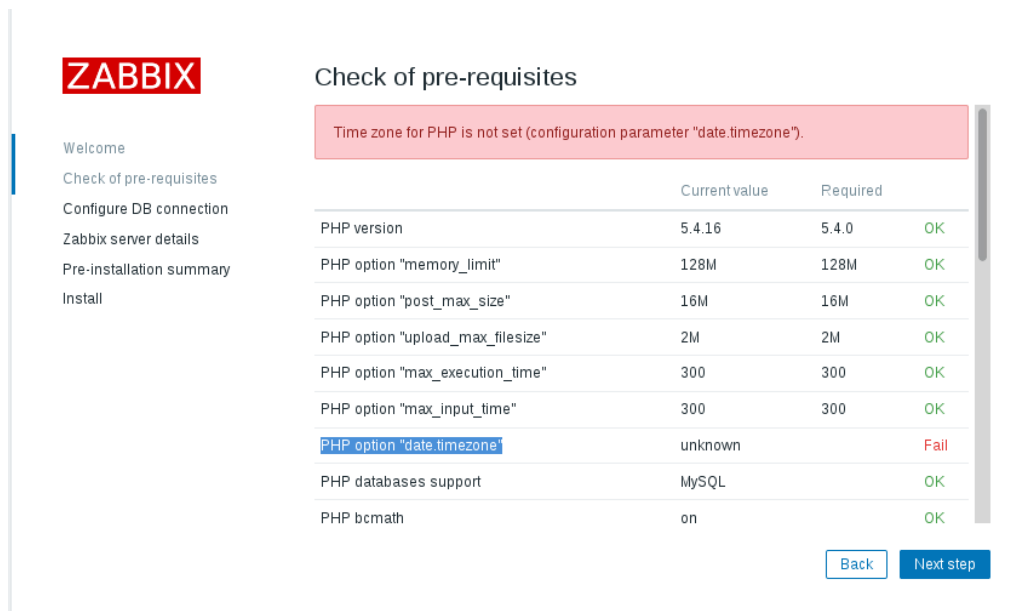 ZABBIX
Welcome
Check of pre-requisites
Configure DB connection
Zabbix server details
Pre-installation summary
Install
Check of pre-requisites
Time zone for PHP is not set (configuration parameter "date.timezone").
Current value Required
PHP version 5.4.16 5.4.0 OK
PHP option "memory_limit" 128M 128M OK
PHP option "post_max_size" 16M 16M OK
PHP option "upload_max_filesize" 2M 2M OK
PHP option "max_execution_time" 300 300 OK
PHP option "max_input_time" 300 300 OK
PHP option "date.timezone" unknown Fail
PHP databases support MySQL OK
PHP bcmath on OK
Back Next step